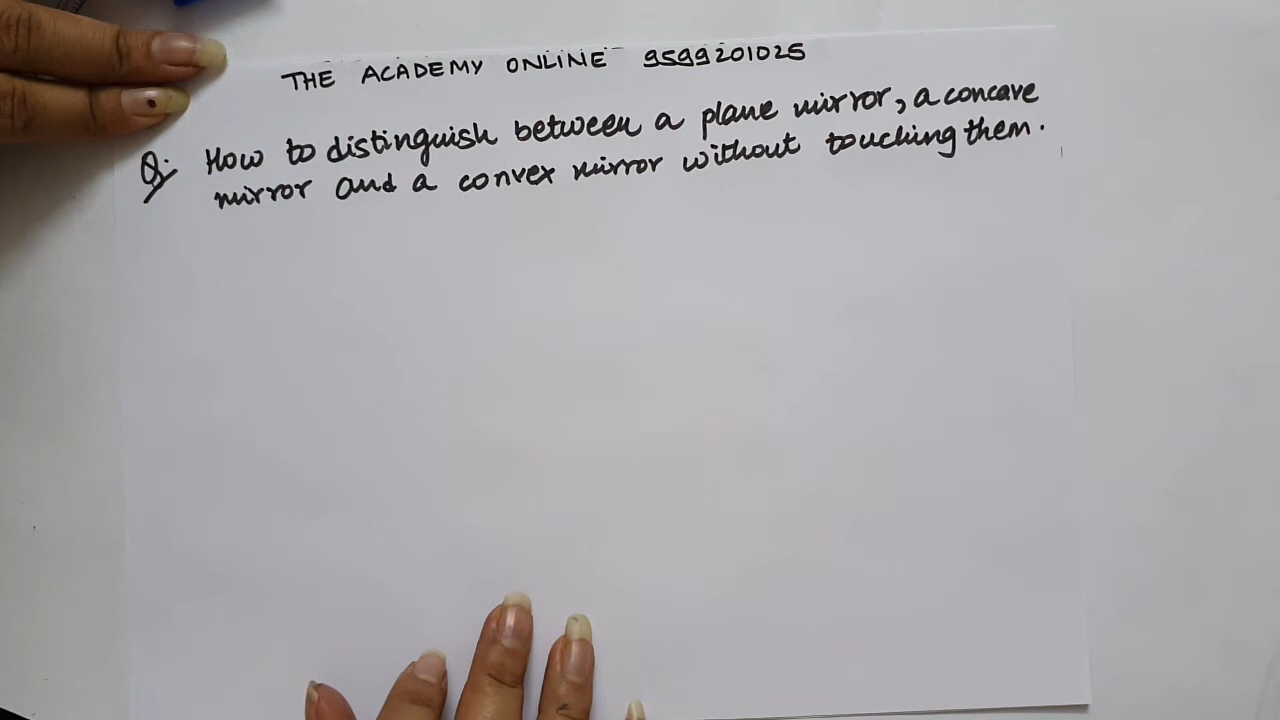 THE ACADEMY ONLINE 9599201025
Q: How to distinguish between a plane mirror, a concave
mirror and a convex mirror without touching them.